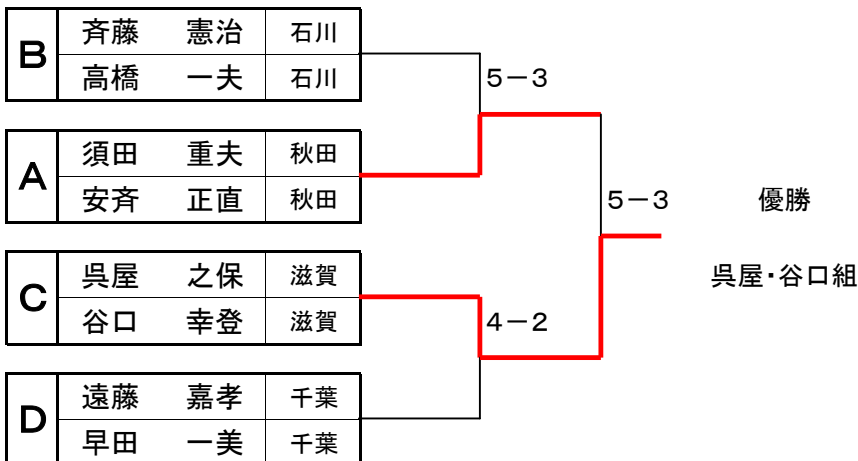 B 斉藤 憲治 石川
高橋 一夫 石川
5－3
A 須田 重夫 秋田
安斉 正直 秋田
5－3 優勝
呉屋・谷口組
C 呉屋 之保 滋賀
谷口 幸登 滋賀
4－2
D 遠藤 嘉孝 千葉
早田 一美 千葉